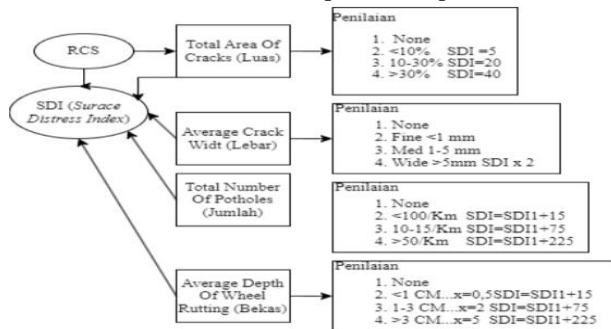 RCS
Total Area Of
Cracks (Luas)
Penilaian
1. None
2. <10% SDI =5
3. 10-30% SDI=20
4. >30% SDI=40
SDI (Surace
Distress Index)
Average Crack
Widt (Lebar)
Penilaian
1. None
2. Fine <1 mm
3. Med 1-5 mm
4. Wide >5mm SDI x 2
Total Number
Of Potholes
(Jumlah)
Penilaian
1. None
2. <100/Km SDI=SDI1+15
3. 10-15/Km SDI=SDI1+75
4. >50/Km SDI=SDI1+225
Average Depth
Of Wheel
Rutting (Bekas)
Penilaian
1. None
2. <1 CM...x=0,5SDI=SDI1+15
3. 1-3 CM...x=2 SDI=SDI1+75
4. >3 CM...x=5 SDI=SDI1+225